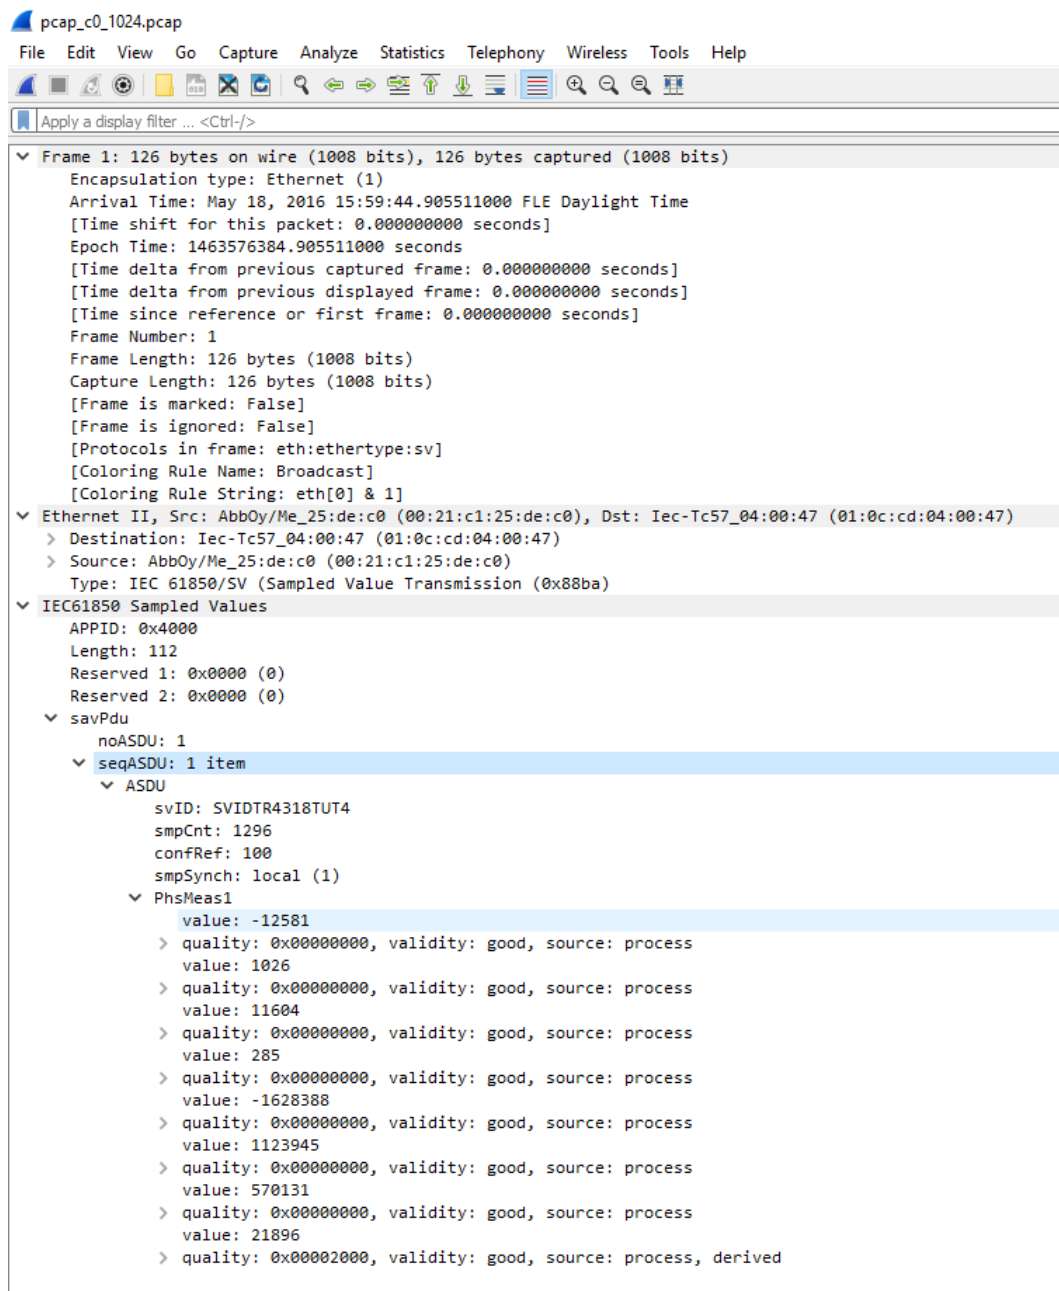 pcap_c0_1024.pcap
File Edit View Go Capture Analyze Statistics Telephony Wireless Tools Help
Apply a display filter ... <Ctrl-/>
Frame 1: 126 bytes on wire (1008 bits), 126 bytes captured (1008 bits)
Encapsulation type: Ethernet (1)
Arrival Time: May 18, 2016 15:59:44.905511000 FLE Daylight Time
[Time shift for this packet: 0.000000000 seconds]
Epoch Time: 1463576384.905511000 seconds
[Time delta from previous captured frame: 0.000000000 seconds]
[Time delta from previous displayed frame: 0.000000000 seconds]
[Time since reference or first frame: 0.000000000 seconds]
Frame Number: 1
Frame Length: 126 bytes (1008 bits)
Capture Length: 126 bytes (1008 bits)
[Frame is marked: False]
[Frame is ignored: False]
[Protocols in frame: eth:ethertype:sv]
[Coloring Rule Name: Broadcast]
[Coloring Rule String: eth[0] & 1]
Ethernet II, Src: AbbOy/Me_25:de:c0 (00:21:c1:25:de:c0), Dst: Iec-Tc57_04:00:47 (01:0c:cd:04:00:47)
Destination: Iec-Tc57_04:00:47 (01:0c:cd:04:00:47)
Source: AbbOy/Me_25:de:c0 (00:21:c1:25:de:c0)
Type: IEC 61850/SV (Sampled Value Transmission (0x88ba)
IEC61850 Sampled Values
APPID: 0x4000
Length: 112
Reserved 1: 0x0000 (0)
Reserved 2: 0x0000 (0)
savPdu
noASDU: 1
seqASDU: 1 item
ASDU
svID: SVIDTR4318TUT4
smpCnt: 1296
confRef: 100
smpSynch: local (1)
PhsMeas1
value: -12581
quality: 0x00000000, validity: good, source: process
value: 1026
quality: 0x00000000, validity: good, source: process
value: 11604
quality: 0x00000000, validity: good, source: process
value: 285
quality: 0x00000000, validity: good, source: process
value: -1628388
quality: 0x00000000, validity: good, source: process
value: 1123945
quality: 0x00000000, validity: good, source: process
value: 570131
quality: 0x00000000, validity: good, source: process
value: 21896
quality: 0x00002000, validity: good, source: process, derived